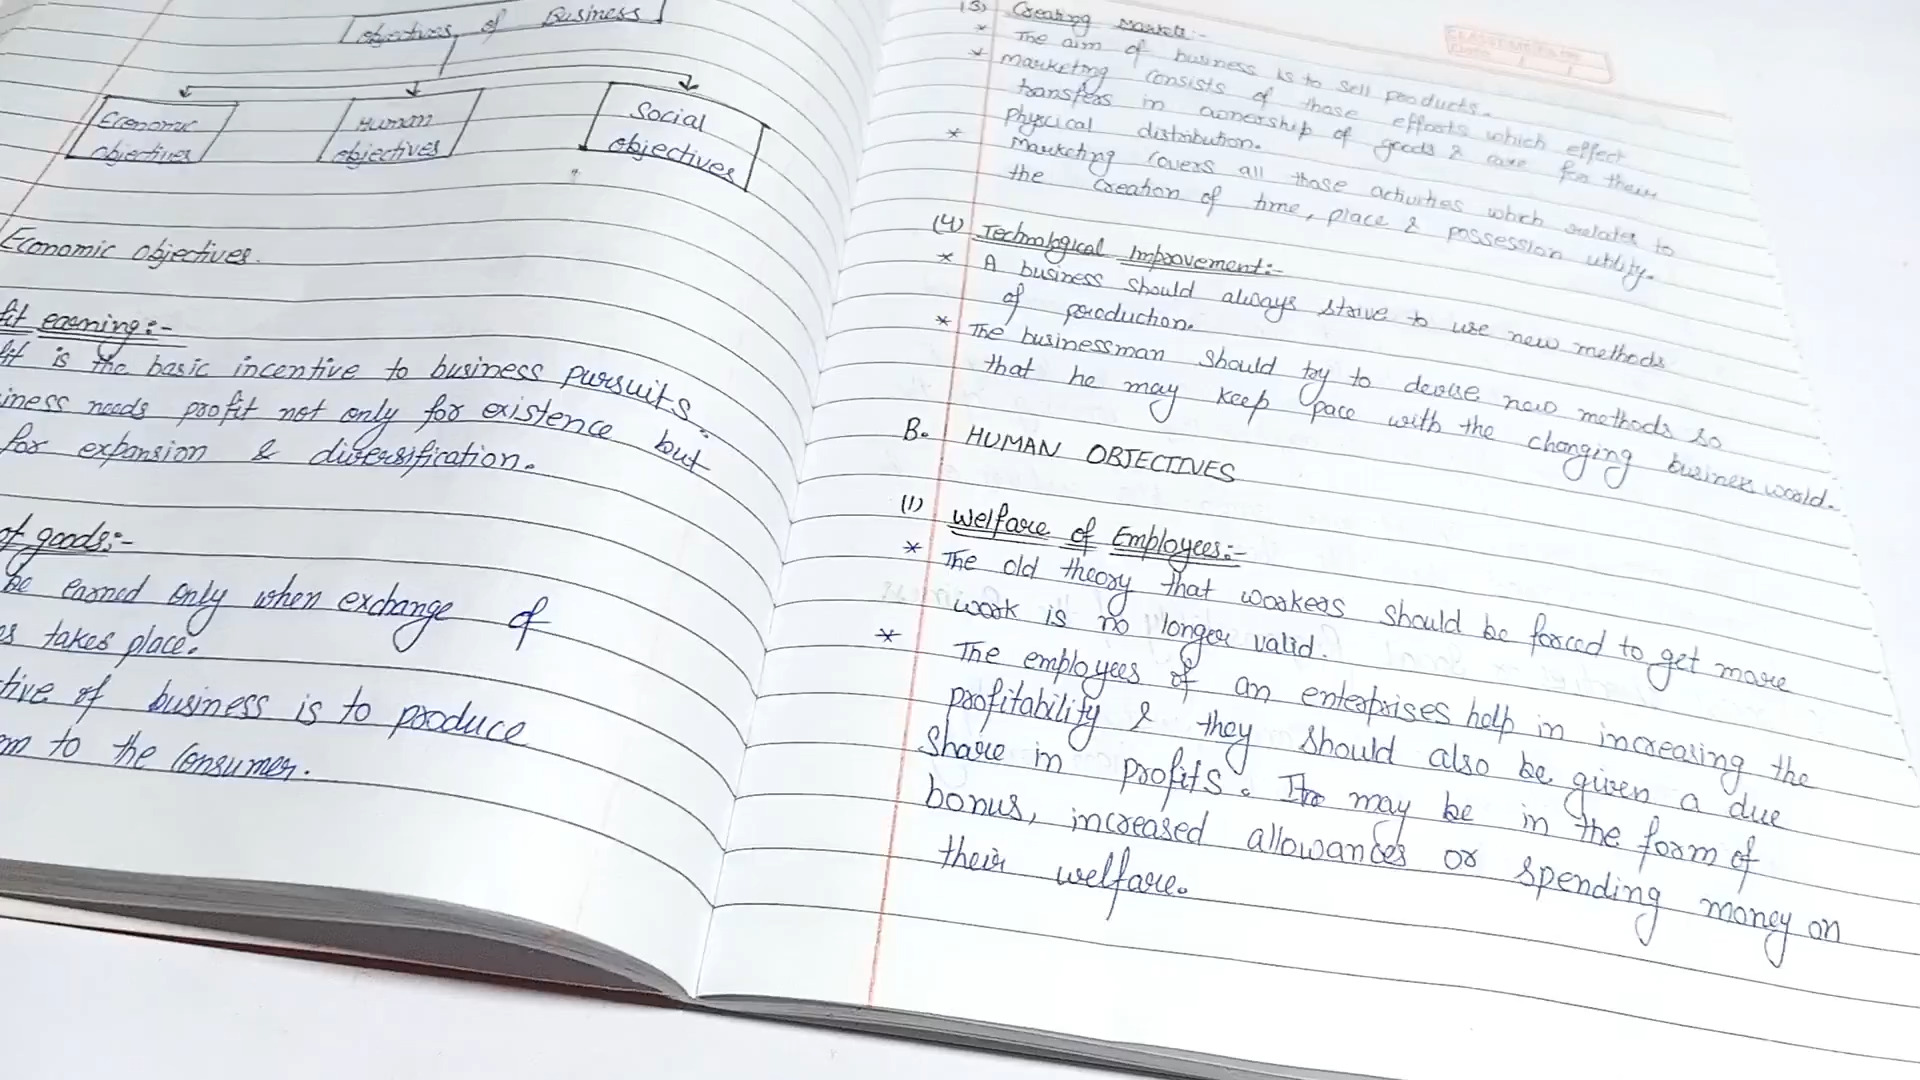 Objectives of Business
Economic
objectives
Human
objectives
Social
objectives
Economic objectives.
fit earning:-
fit is the basic incentive to business pursuits.
iness needs profit not only for existence but
for expansion & diversification.
of goods:-
be earned only when exchange of
es takes place.
tive of business is to produce
em to the consumer.
(3) Creating market:-
* The aim of business is to sell products.
* marketing consists of those efforts which effect
transfers in ownership of goods & care for their
physical distribution.
* Marketing covers all those activities which relates to
the creation of time, place & possession utility.
(4) Technological Improvement:-
* A business should always strive to use new methods
of production.
* The businessman should try to devise new methods so
that he may keep pace with the changing business world.
B. HUMAN OBJECTIVES
(1) Welfare of Employees:-
* The old theory that workers should be forced to get more
work is no longer valid.
* The employees of an enterprises help in increasing the
profitability & they should also be given a due
share in profits. It may be in the form of
bonus, increased allowances or spending money on
their welfare.